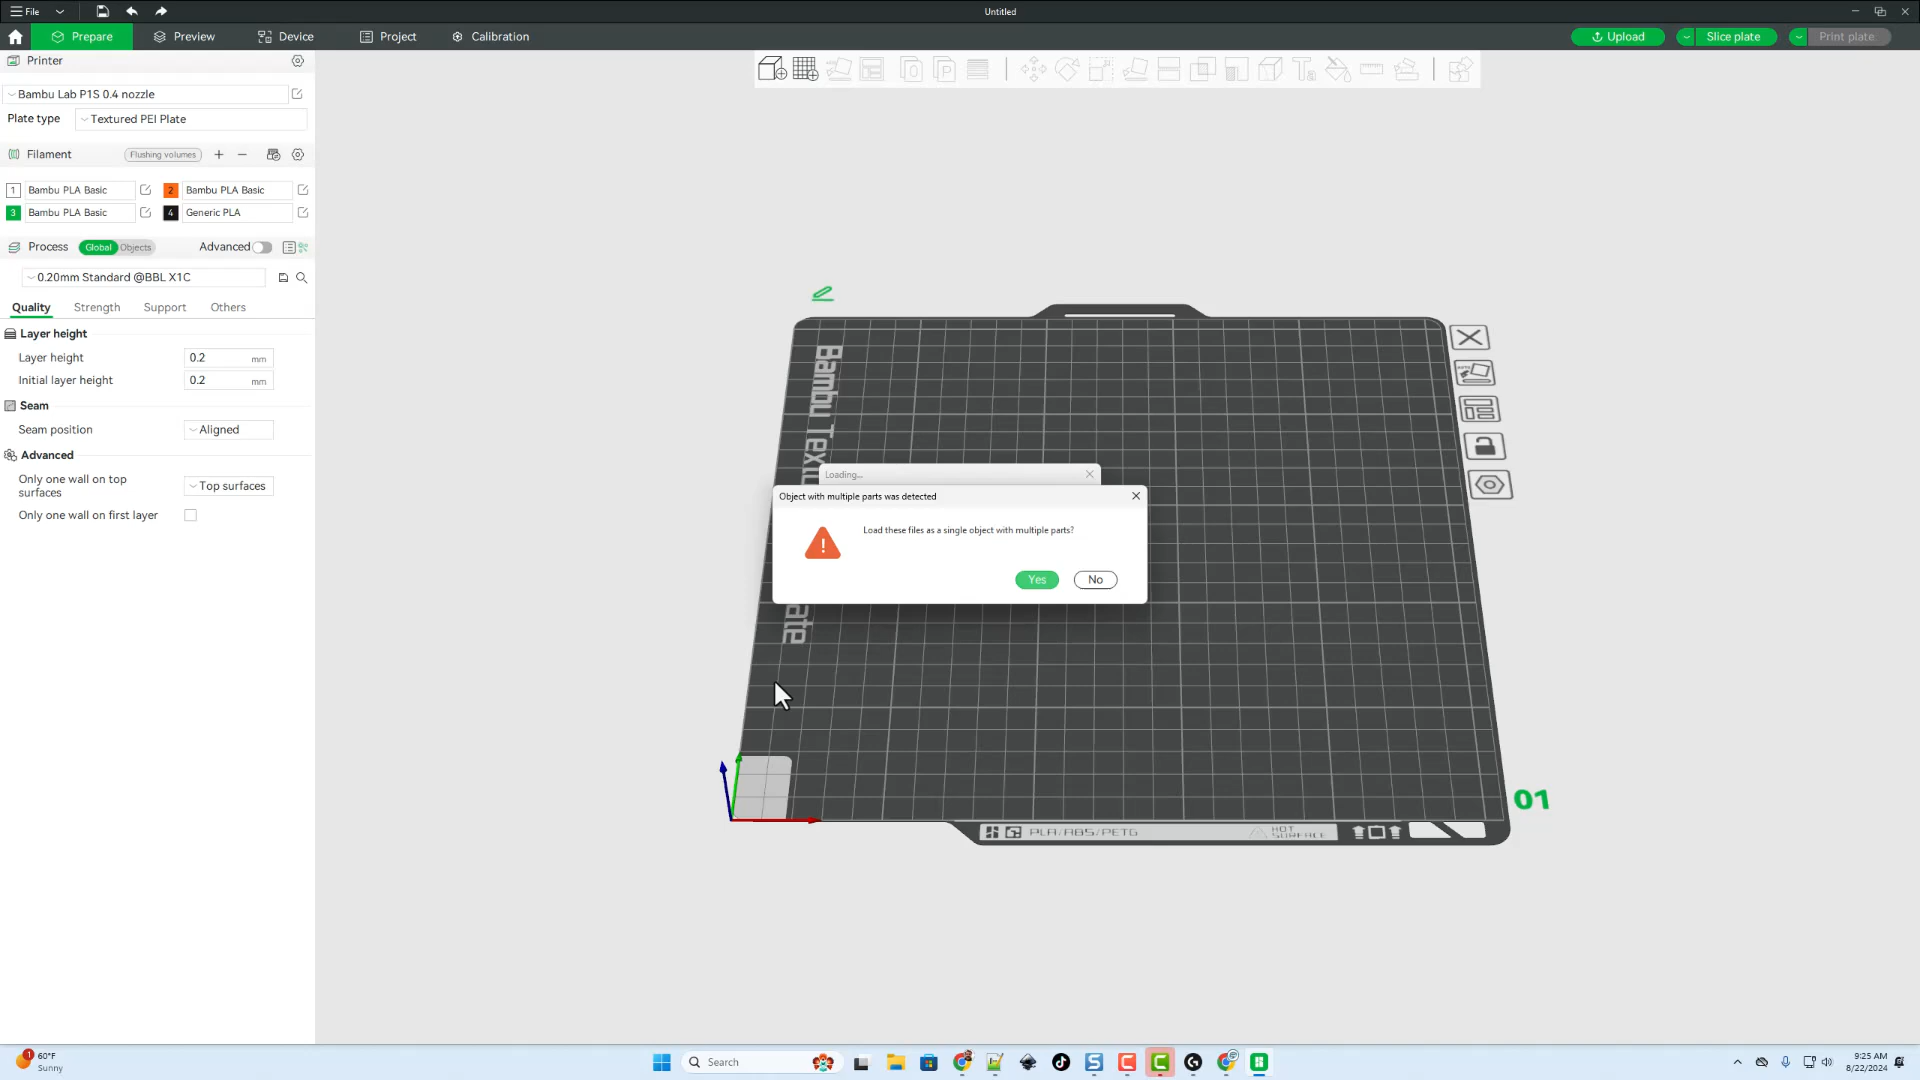 File
Untitled
Prepare
Preview
Device
Project
Calibration
Upload
Slice plate
Print plate
Printer
Bambu Lab P1S 0.4 nozzle
Plate type
Textured PEI Plate
Filament
Flushing volumes
1 Bambu PLA Basic
2 Bambu PLA Basic
3 Bambu PLA Basic
4 Generic PLA
Process
Global
Objects
Advanced
0.20mm Standard @BBL X1C
Quality
Strength
Support
Others
Layer height
Layer height
0.2
mm
Initial layer height
0.2
mm
Seam
Seam position
Aligned
Advanced
Only one wall on top
surfaces
Top surfaces
Only one wall on first layer
Bambu
Loading...
Object with multiple parts was detected
Load these files as a single object with multiple parts?
Yes
No
AUTO
01
PLA/ABS/PETG
HOT
SURFACE
1
60°F
Sunny
Search
9:25 AM
8/22/2024